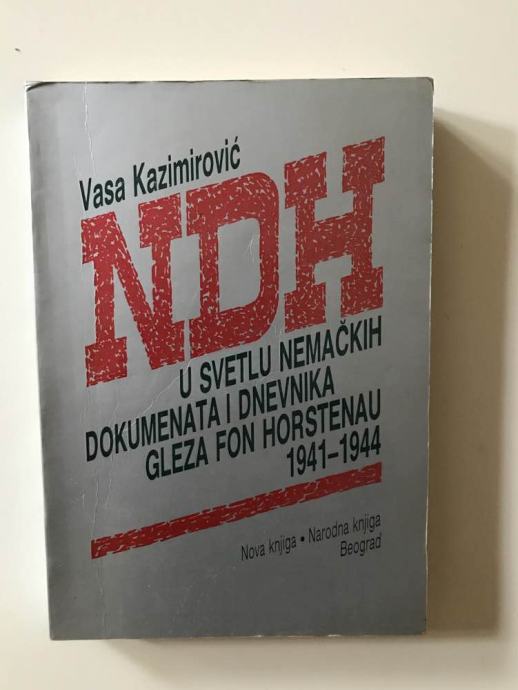 Vasa Kazimirović
NDH
U SVETLU NEMAČKIH
DOKUMENATA I DNEVNIKA
GLEZA FON HORSTENAU
1941–1944
Nova knjiga • Narodna knjiga
Beograd